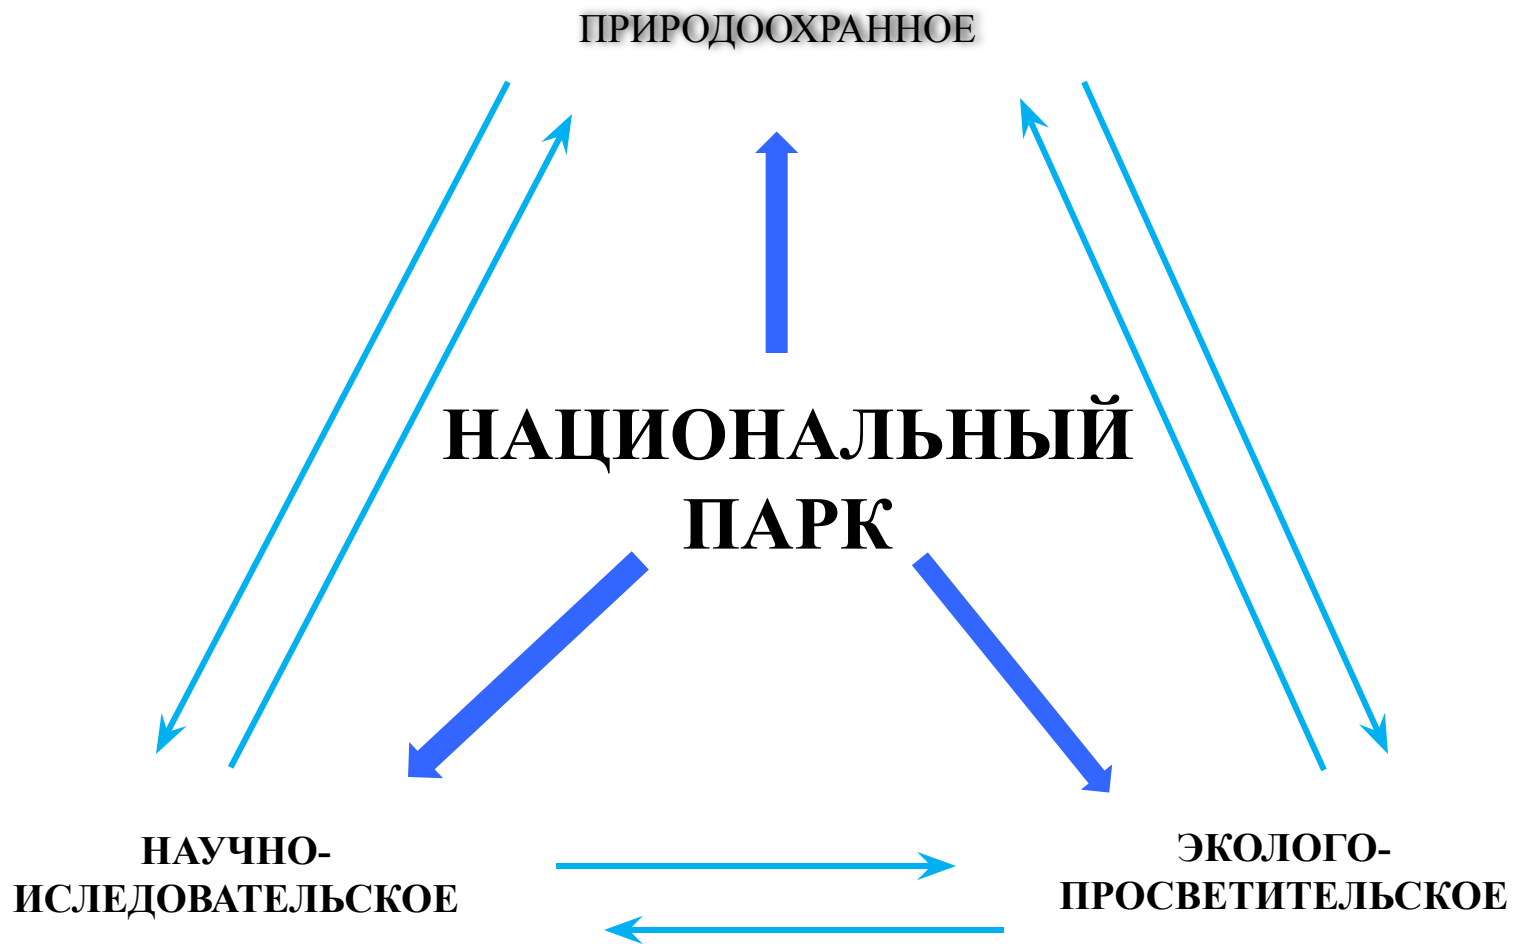 ПРИРОДООХРАННОЕ
НАЦИОНАЛЬНЫЙ
ПАРК
НАУЧНО-
ИСЛЕДОВАТЕЛЬСКОЕ
ЭКОЛОГО-
ПРОСВЕТИТЕЛЬСКОЕ